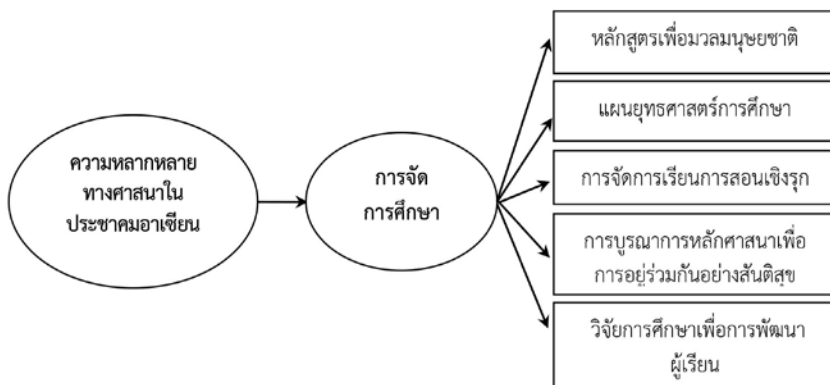 ความหลากหลาย
ทางศาสนาใน
ประชาคมอาเซียน
การจัด
การศึกษา
หลักสูตรเพื่อมวลมนุษยชาติ
แผนยุทธศาสตร์การศึกษา
การจัดการเรียนการสอนเชิงรุก
การบูรณาการหลักศาสนาเพื่อ
การอยู่ร่วมกันอย่างสันติสุข
วิจัยการศึกษาเพื่อการพัฒนา
ผู้เรียน